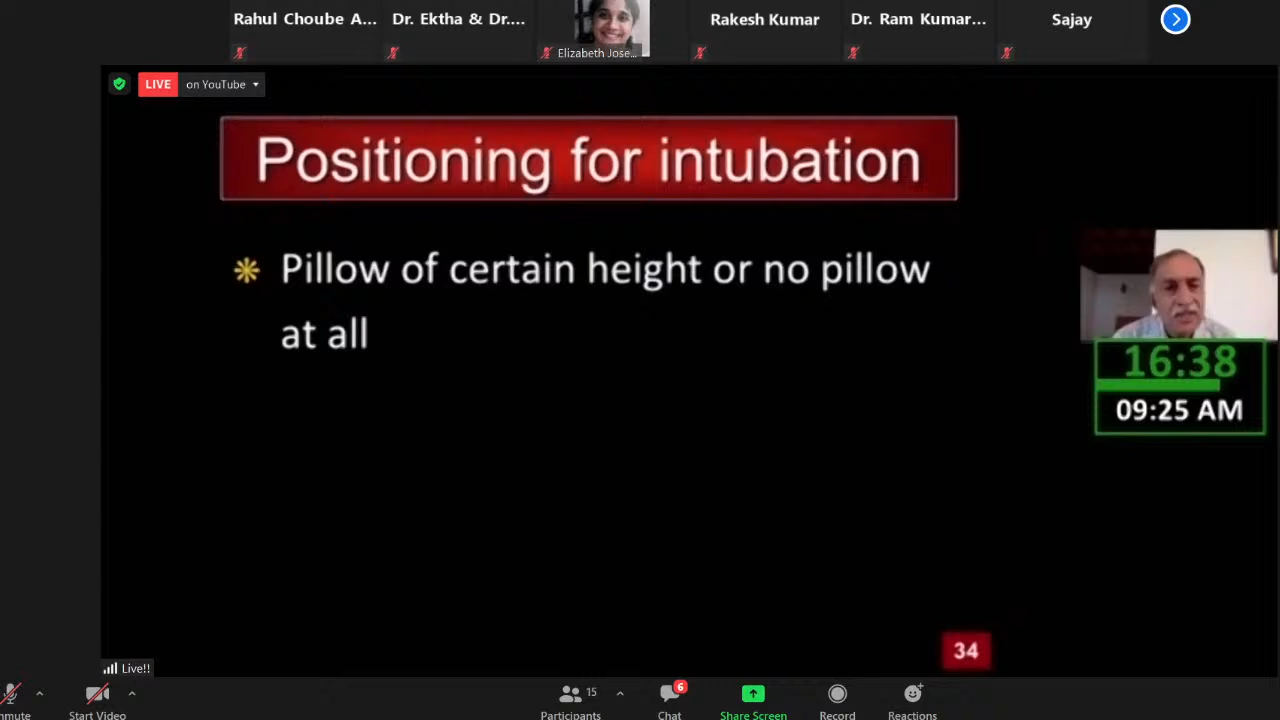 Rahul Choube A...
Dr. Ektha & Dr....
Elizabeth Jose...
Rakesh Kumar
Dr. Ram Kumar...
Sajay
LIVE on YouTube
Positioning for intubation
Pillow of certain height or no pillow
at all
16:38
09:25 AM
34
Live!!
nmute
Start Video
Participants 15
Chat 6
Share Screen
Record
Reactions